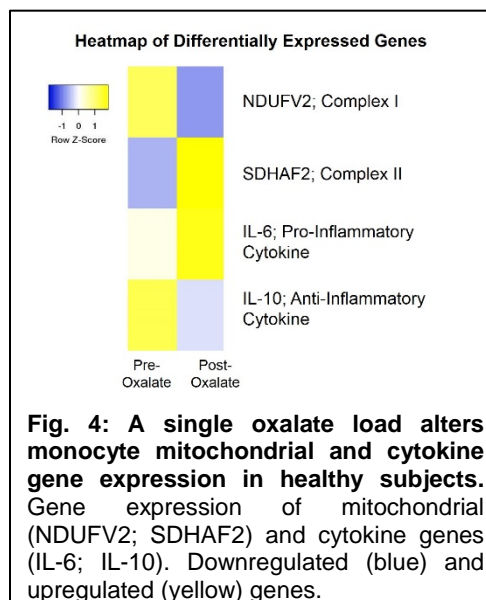 Heatmap of Differentially Expressed Genes
-1 0 1
Row Z-Score
NDUFV2; Complex I
SDHAF2; Complex II
IL-6; Pro-Inflammatory
Cytokine
IL-10; Anti-Inflammatory
Cytokine
Pre-
Oxalate
Post-
Oxalate
Fig. 4: A single oxalate load alters
monocyte mitochondrial and cytokine
gene expression in healthy subjects.
Gene expression of mitochondrial
(NDUFV2; SDHAF2) and cytokine genes
(IL-6; IL-10). Downregulated (blue) and
upregulated (yellow) genes.